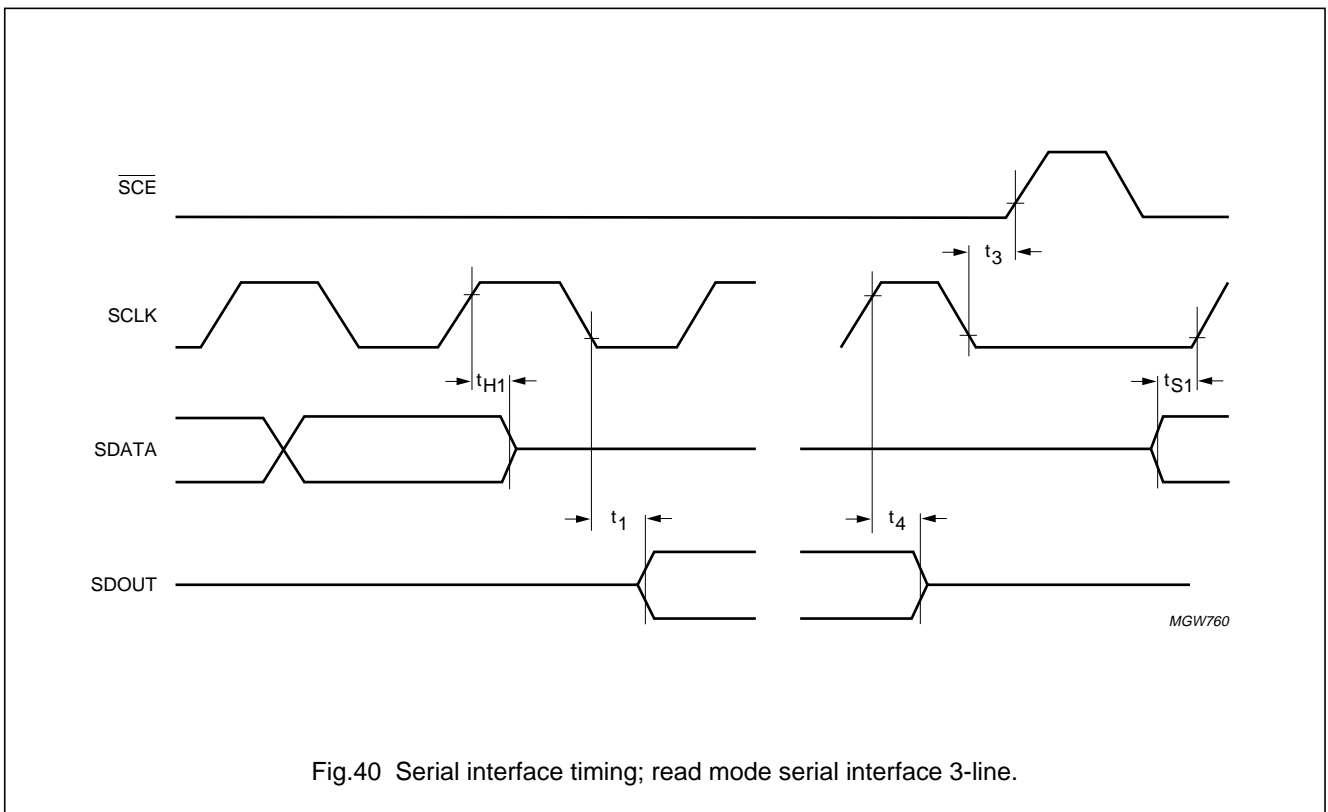 SCE
t3
SCLK
tH1
tS1
SDATA
t1
t4
SDOUT
MGW760
Fig.40 Serial interface timing; read mode serial interface 3-line.